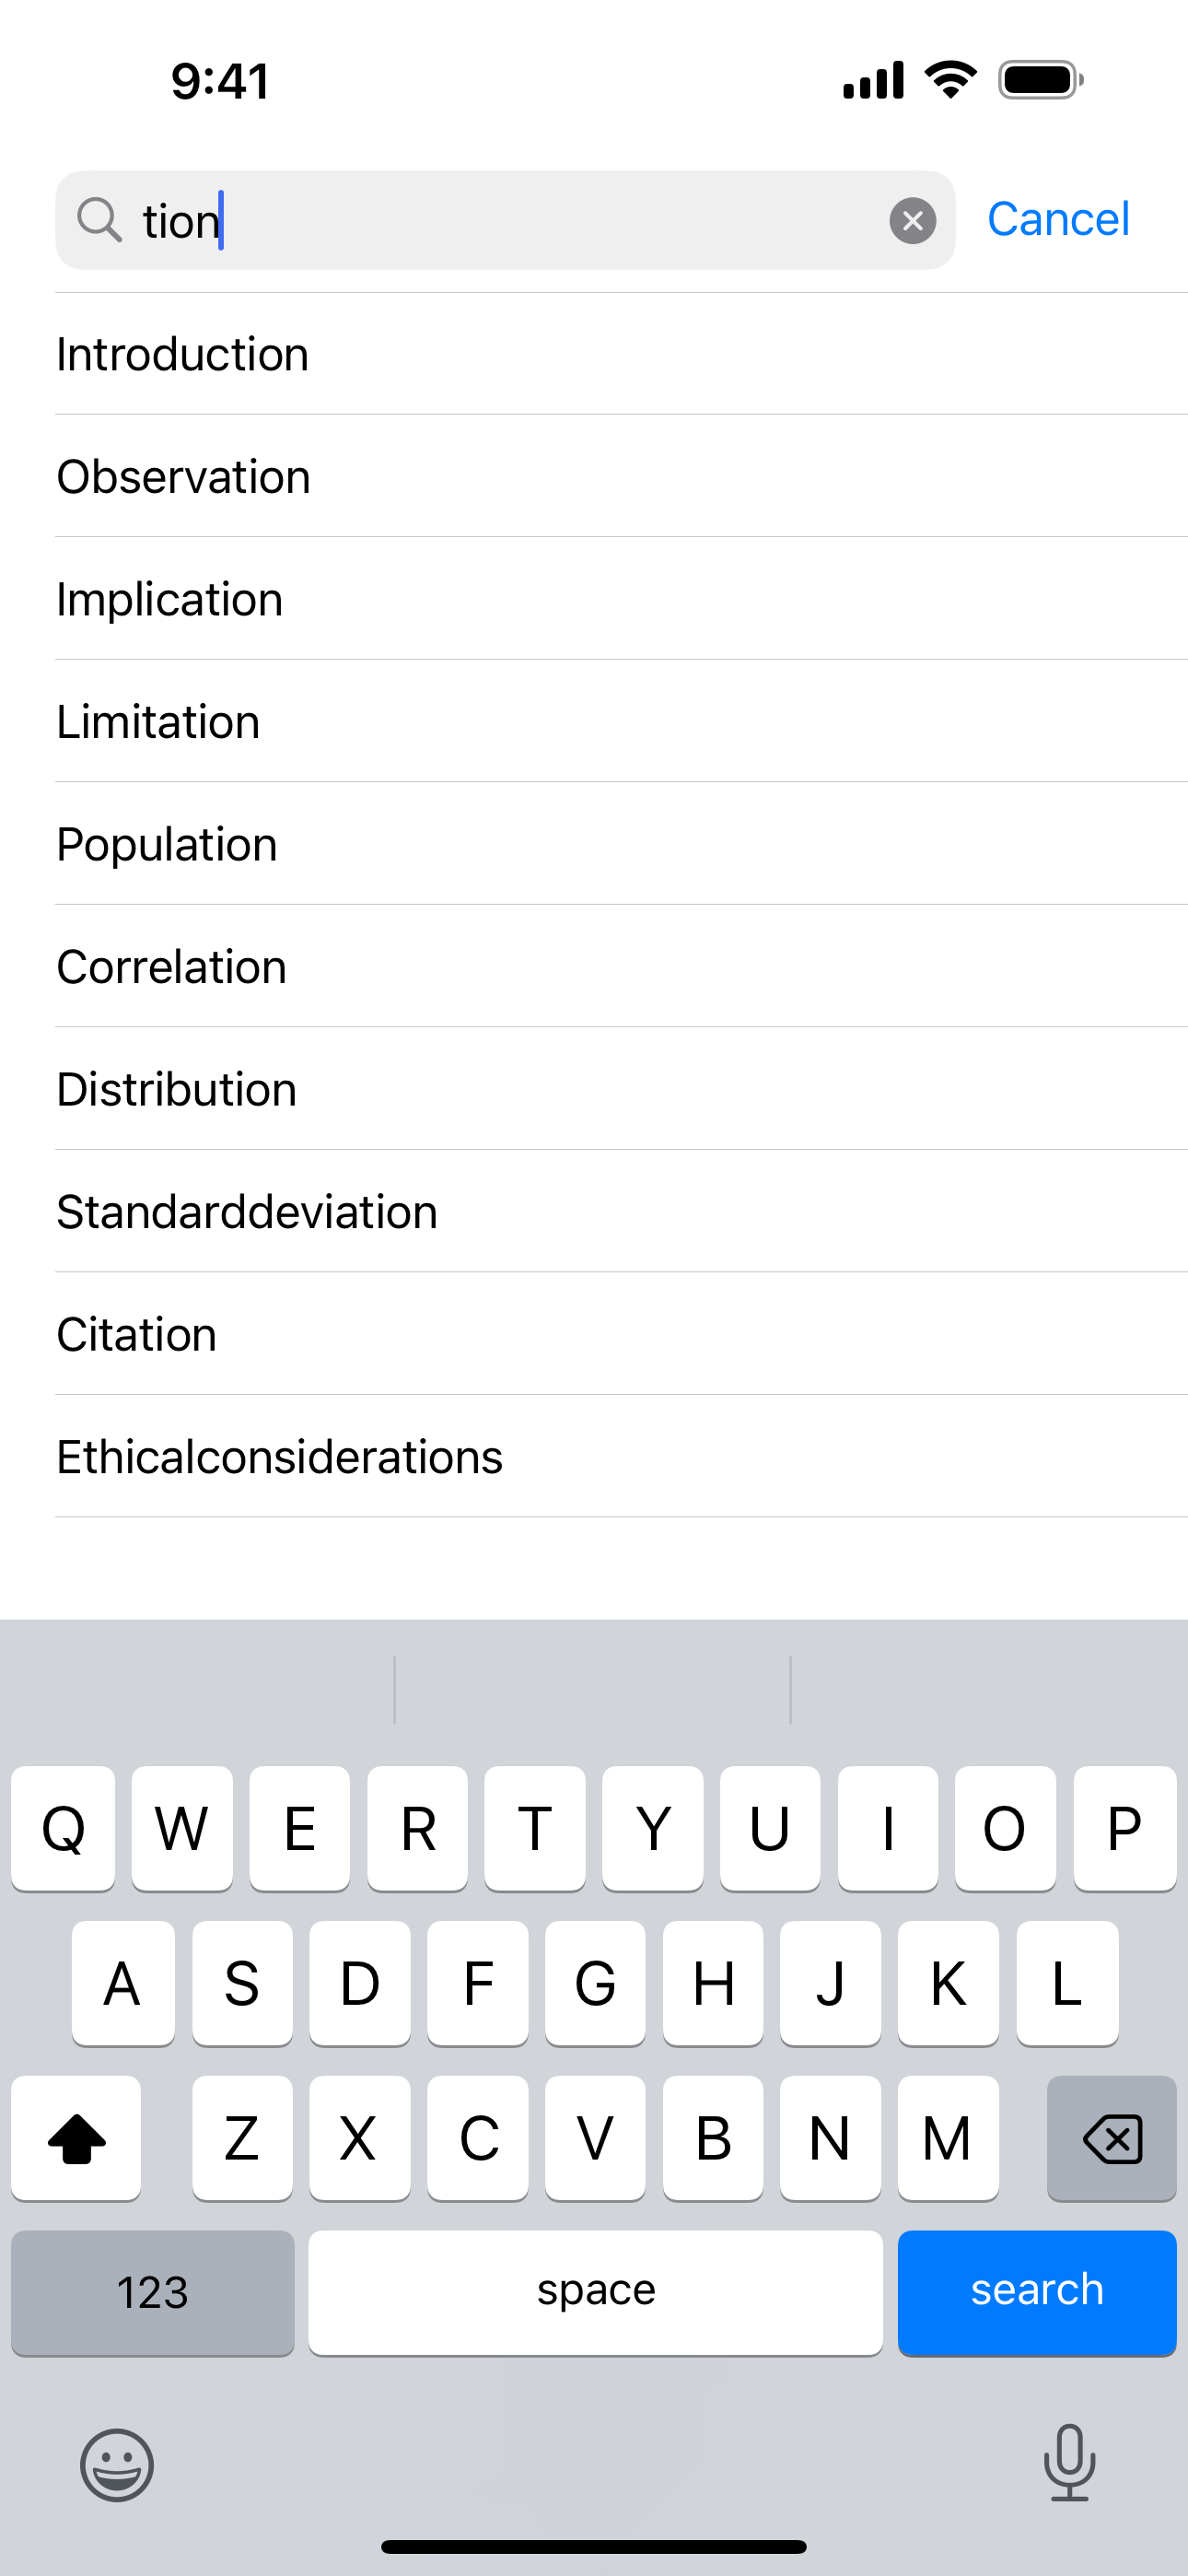 9:41
tion
Cancel
Introduction
Observation
Implication
Limitation
Population
Correlation
Distribution
Standarddeviation
Citation
Ethicalconsiderations
Q W E R T Y U I O P
A S D F G H J K L
Z X C V B N M
123 space search